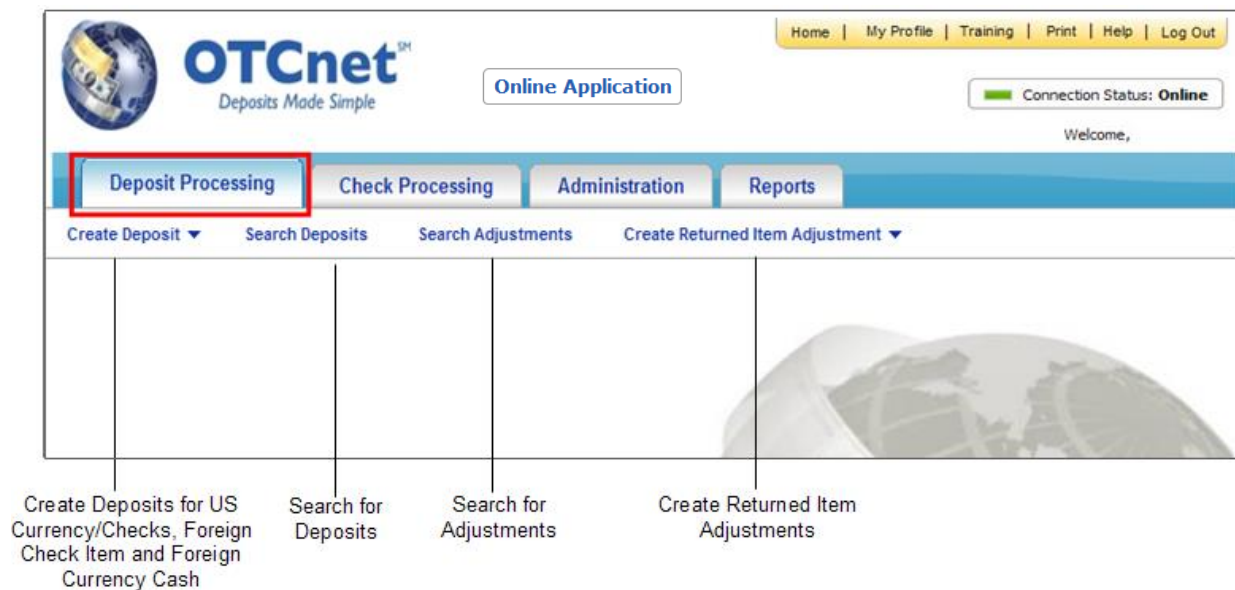 Home | My Profile | Training | Print | Help | Log Out
OTCnet℠
Deposits Made Simple
Online Application
Connection Status: Online
Welcome,
Deposit Processing
Check Processing
Administration
Reports
Create Deposit ▼
Search Deposits
Search Adjustments
Create Returned Item Adjustment ▼
Create Deposits for US
Currency/Checks, Foreign
Check Item and Foreign
Currency Cash
Search for
Deposits
Search for
Adjustments
Create Returned Item
Adjustments